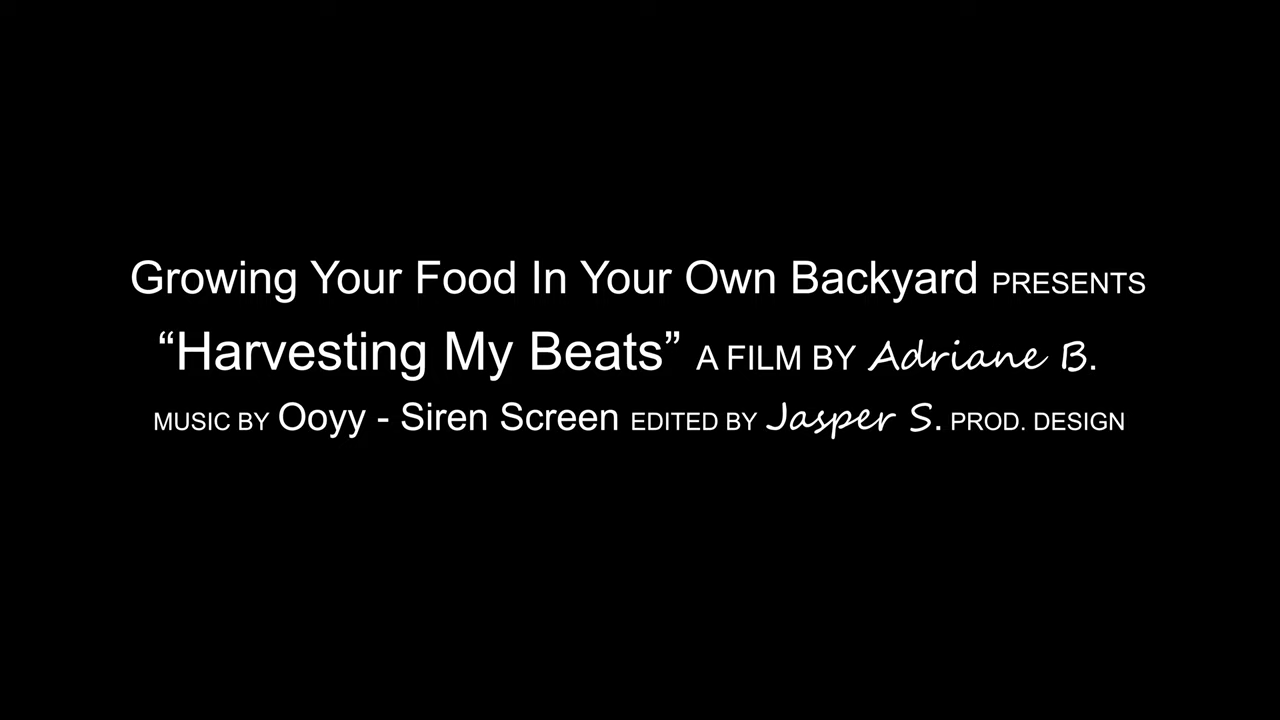 Growing Your Food In Your Own Backyard PRESENTS
“Harvesting My Beats” A FILM BY Adriane B.
MUSIC BY Ooyy - Siren Screen EDITED BY Jasper S. PROD. DESIGN